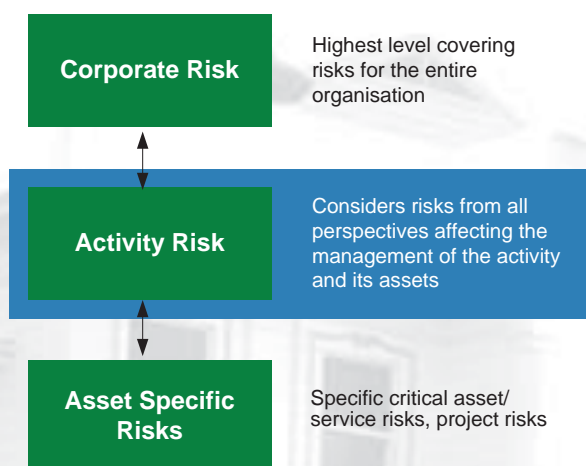 Corporate Risk
Highest level covering
risks for the entire
organisation
Activity Risk
Considers risks from all
perspectives affecting the
management of the activity
and its assets
Asset Specific
Risks
Specific critical asset/
service risks, project risks